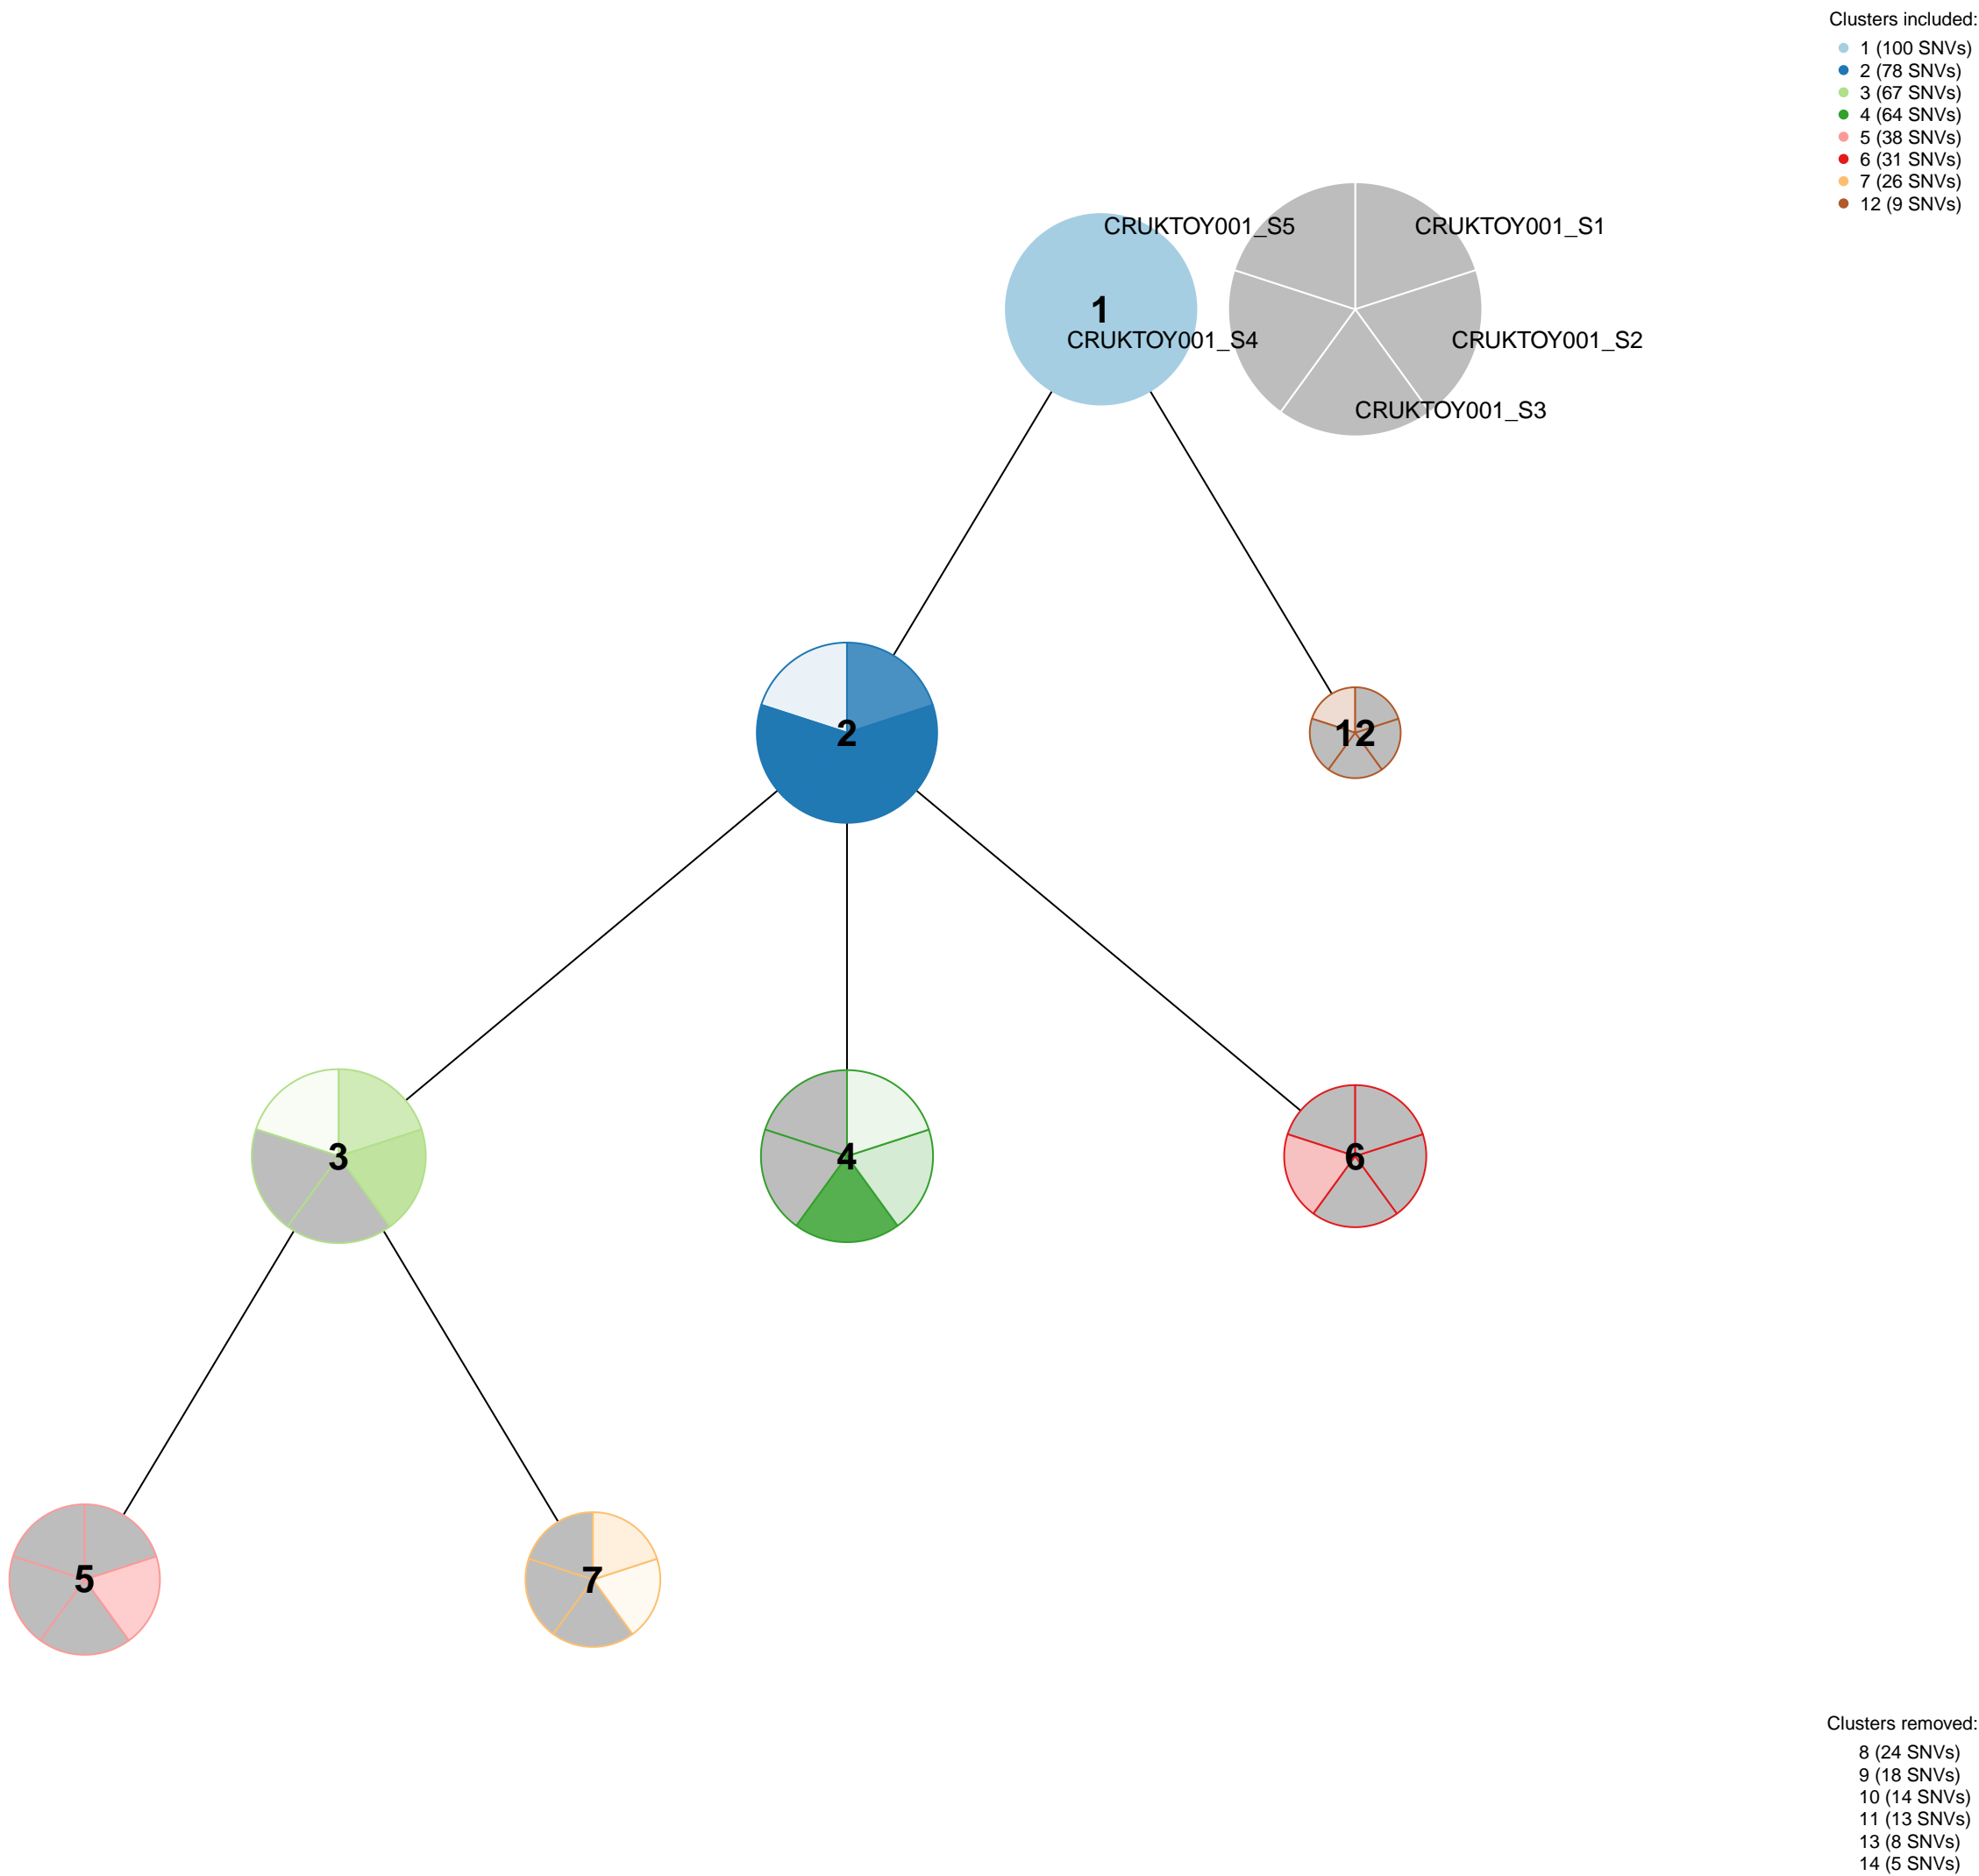 Clusters included:
1 (100 SNVs)
2 (78 SNVs)
3 (67 SNVs)
4 (64 SNVs)
5 (38 SNVs)
6 (31 SNVs)
7 (26 SNVs)
12 (9 SNVs)
CRUKTOY001_S5
CRUKTOY001_S1
1
CRUKTOY001_S4
CRUKTOY001_S2
CRUKTOY001_S3
2
12
3
4
6
5
7
Clusters removed:
8 (24 SNVs)
9 (18 SNVs)
10 (14 SNVs)
11 (13 SNVs)
13 (8 SNVs)
14 (5 SNVs)